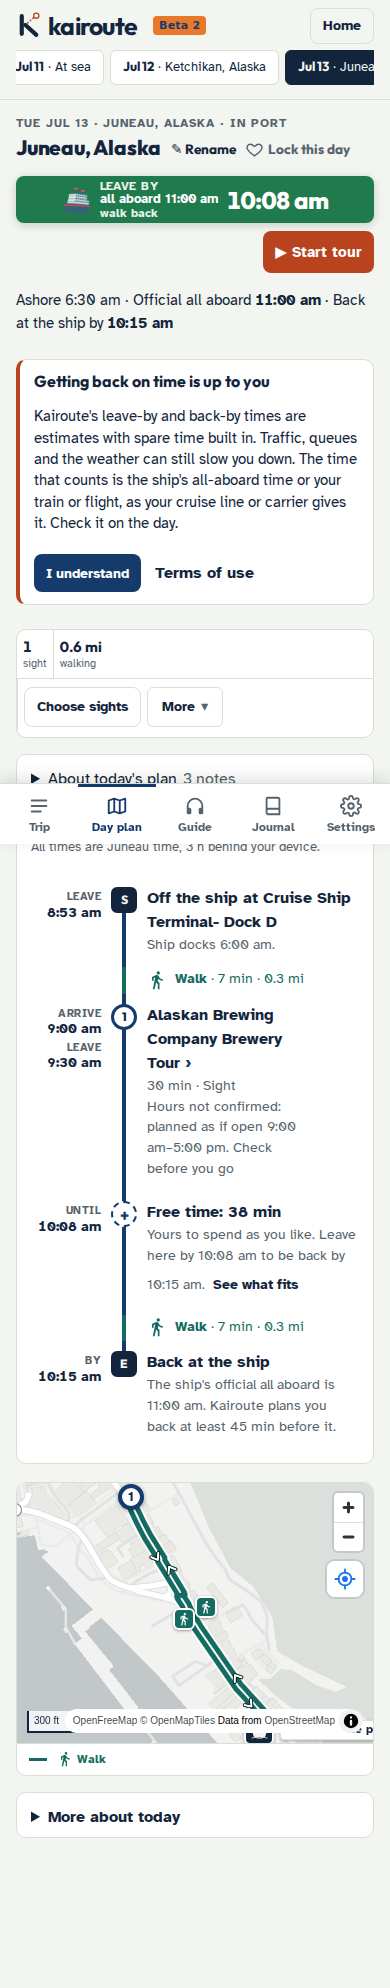 kairoute Beta 2 Home
Jul 11 · At sea Jul 12 · Ketchikan, Alaska Jul 13 · Junea
TUE JUL 13 · JUNEAU, ALASKA · IN PORT
Juneau, Alaska ✎ Rename Lock this day
LEAVE BY
all aboard 11:00 am
walk back
10:08 am
▶ Start tour
Ashore 6:30 am · Official all aboard 11:00 am · Back
at the ship by 10:15 am
Getting back on time is up to you
Kairoute's leave-by and back-by times are
estimates with spare time built in. Traffic, queues
and the weather can still slow you down. The time
that counts is the ship's all-aboard time or your
train or flight, as your cruise line or carrier gives
it. Check it on the day.
I understand Terms of use
1 0.6 mi
sight walking
Choose sights More ▾
▶ About today's plan 3 notes
Trip Day plan Guide Journal Settings
All times are Juneau time, 3 h behind your device.
LEAVE
8:53 am
S
Off the ship at Cruise Ship
Terminal- Dock D
Ship docks 6:00 am.
Walk · 7 min · 0.3 mi
ARRIVE
9:00 am
LEAVE
9:30 am
1
Alaskan Brewing
Company Brewery
Tour ›
30 min · Sight
Hours not confirmed:
planned as if open 9:00
am–5:00 pm. Check
before you go
UNTIL
10:08 am
+
Free time: 38 min
Yours to spend as you like. Leave
here by 10:08 am to be back by
10:15 am. See what fits
Walk · 7 min · 0.3 mi
BY
10:15 am
E
Back at the ship
The ship's official all aboard is
11:00 am. Kairoute plans you
back at least 45 min before it.
1
+
−
300 ft OpenFreeMap © OpenMapTiles Data from OpenStreetMap
Walk
▶ More about today